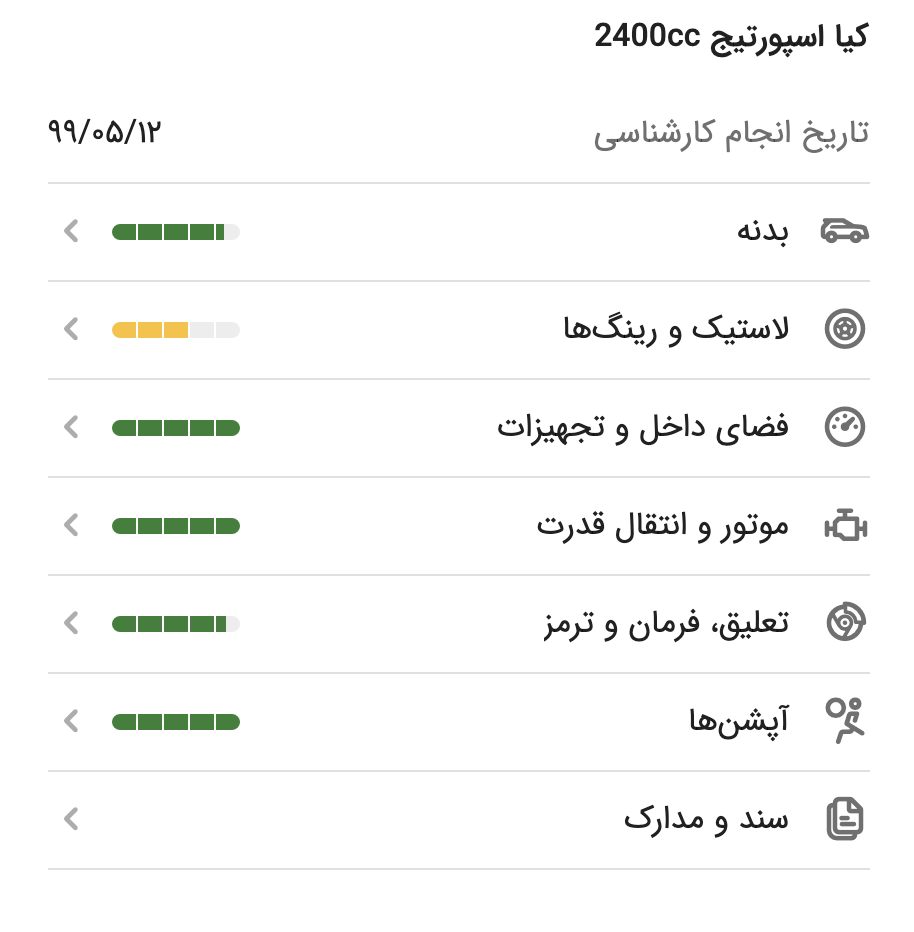 کیا اسپورتیج 2400cc
تاریخ انجام کارشناسی ۹۹/۰۵/۱۲
بدنه
لاستیک و رینگ‌ها
فضای داخل و تجهیزات
موتور و انتقال قدرت
تعلیق، فرمان و ترمز
آپشن‌ها
سند و مدارک